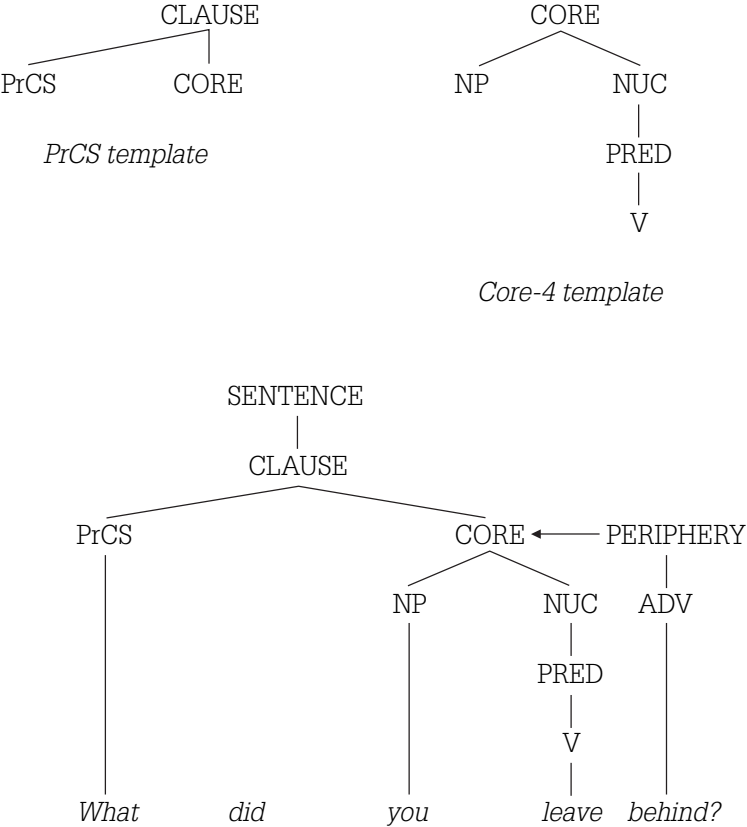 CLAUSE CORE
PrCS CORE NP NUC
PrCS template PRED
V
Core-4 template
SENTENCE
CLAUSE
PrCS CORE PERIPHERY
NP NUC ADV
PRED
V
What did you leave behind?